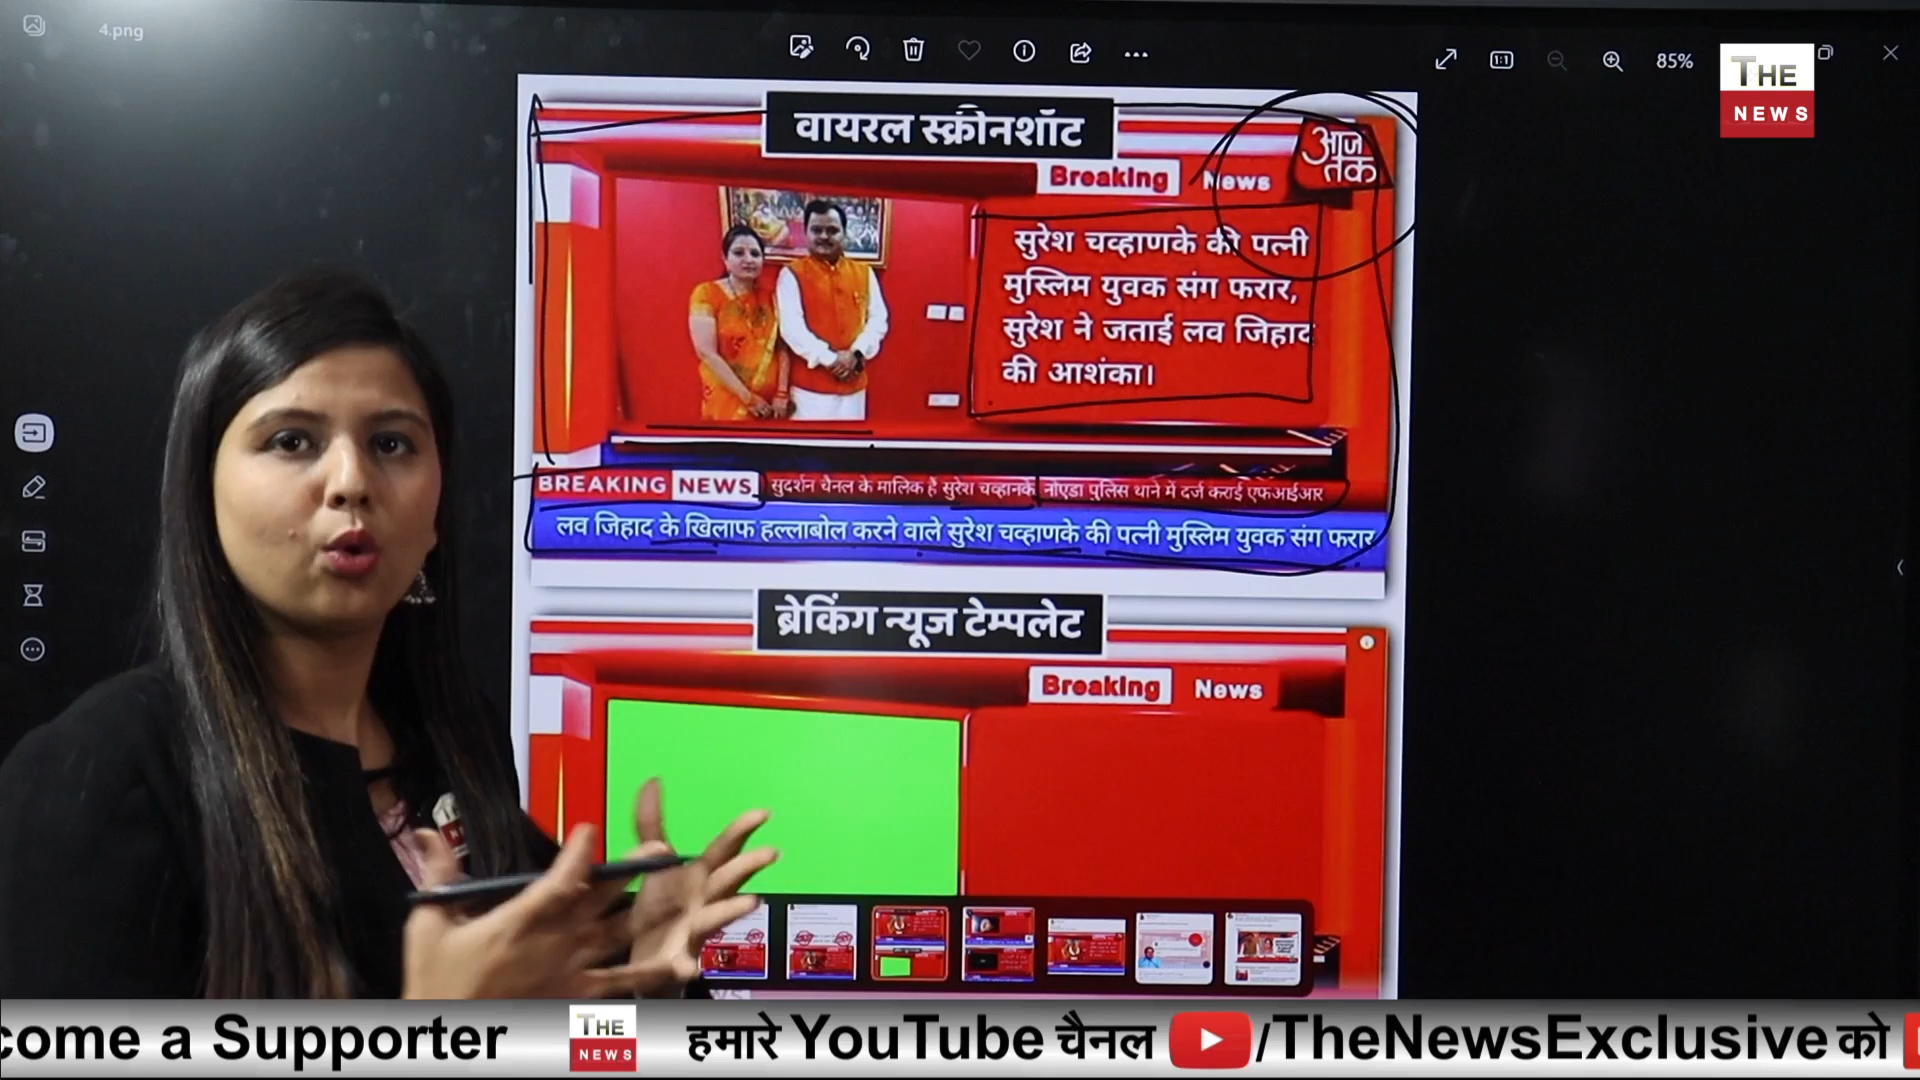 4.png
85%
THE
NEWS
वायरल स्क्रीनशॉट
Breaking News
आज
तक
सुरेश चव्हाणके की पत्नी
मुस्लिम युवक संग फरार,
सुरेश ने जताई लव जिहाद
की आशंका।
BREAKING NEWS सुदर्शन चैनल के मालिक हैं सुरेश चव्हानके नोएडा पुलिस थाने में दर्ज कराई एफआईआर
लव जिहाद के खिलाफ हल्लाबोल करने वाले सुरेश चव्हाणके की पत्नी मुस्लिम युवक संग फरार
ब्रेकिंग न्यूज टेम्पलेट
Breaking News
come a Supporter THE NEWS हमारे YouTube चैनल /TheNewsExclusive को